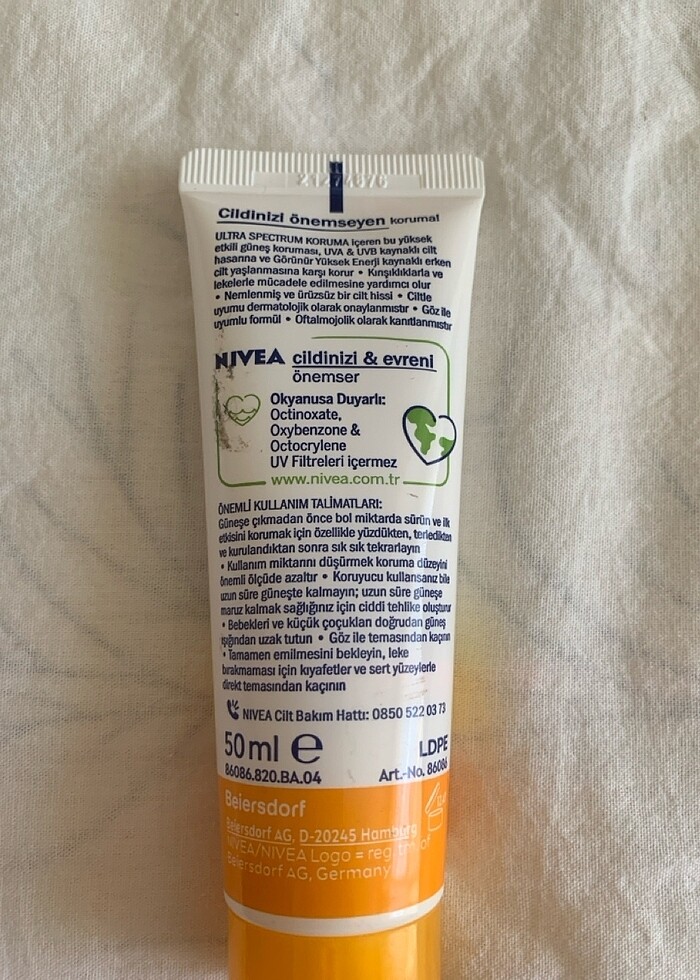 Cildinizi önemseyen koruma!
ULTRA SPECTRUM KORUMA içeren bu yüksek
etkili güneş koruması, UVA & UVB kaynaklı cilt
hasarına ve Görünür Yüksek Enerji kaynaklı erken
cilt yaşlanmasına karşı korur • Kırışıklıklarla ve
lekelerle mücadele edilmesine yardımcı olur
• Nemlenmiş ve ürüzsüz bir cilt hissi • Ciltle
uyumu dermatolojik olarak onaylanmıştır • Göz ile
uyumlu formül • Oftalmojolik olarak kanıtlanmıştır
NIVEA cildinizi & evreni
önemser
Okyanusa Duyarlı:
Octinoxate,
Oxybenzone &
Octocrylene
UV Filtreleri içermez
www.nivea.com.tr
ÖNEMLİ KULLANIM TALİMATLARI:
Güneşe çıkmadan önce bol miktarda sürün ve ilk
etkisini korumak için özellikle yüzdükten, terledikten
ve kurulandıktan sonra sık sık tekrarlayın
• Kullanım miktarını düşürmek koruma düzeyini
önemli ölçüde azaltır • Koruyucu kullansanız bile
uzun süre güneşte kalmayın; uzun süre güneşe
maruz kalmak sağlığınız için ciddi tehlike oluşturur
• Bebekleri ve küçük çoçukları doğrudan güneş
ışığından uzak tutun • Göz ile temasından kaçının
• Tamamen emilmesini bekleyin, leke
bırakmaması için kıyafetler ve sert yüzeylerle
direkt temasından kaçının
NIVEA Cilt Bakım Hattı: 0850 522 03 73
50 ml e LDPE
86086.820.BA.04 Art.-No. 86086
Beiersdorf
Beiersdorf AG, D-20245 Hamburg
NIVEA/NIVEA Logo = reg. tm. of
Beiersdorf AG, Germany